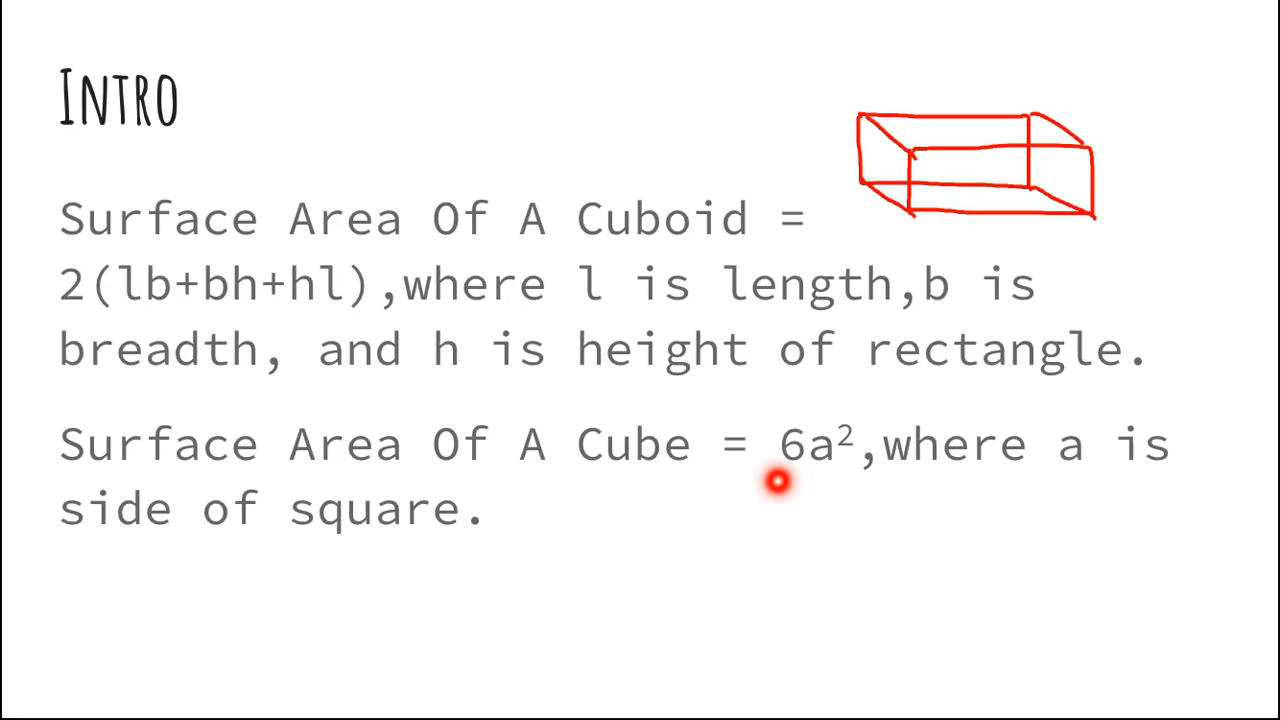 Intro
Surface Area Of A Cuboid =
2(lb+bh+hl),where l is length,b is
breadth, and h is height of rectangle.
Surface Area Of A Cube = 6a²,where a is
side of square.